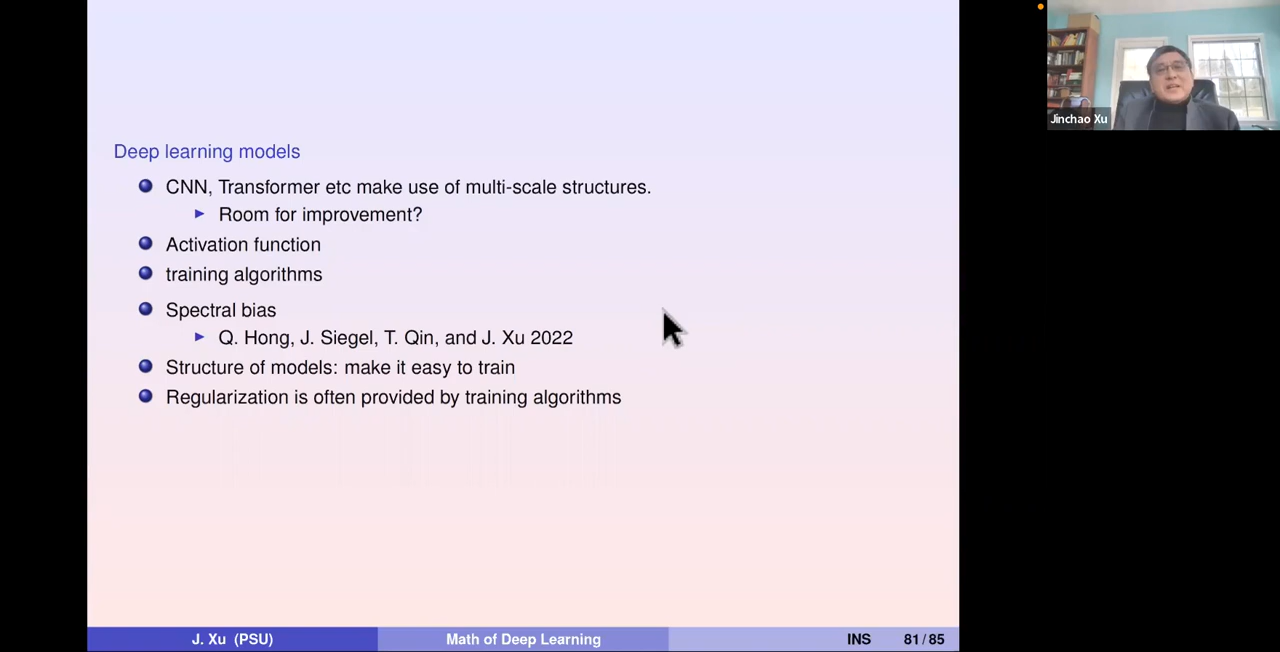 Deep learning models
CNN, Transformer etc make use of multi-scale structures.
Room for improvement?
Activation function
training algorithms
Spectral bias
Q. Hong, J. Siegel, T. Qin, and J. Xu 2022
Structure of models: make it easy to train
Regularization is often provided by training algorithms
J. Xu (PSU)
Math of Deep Learning
INS
81 / 85
Jinchao Xu